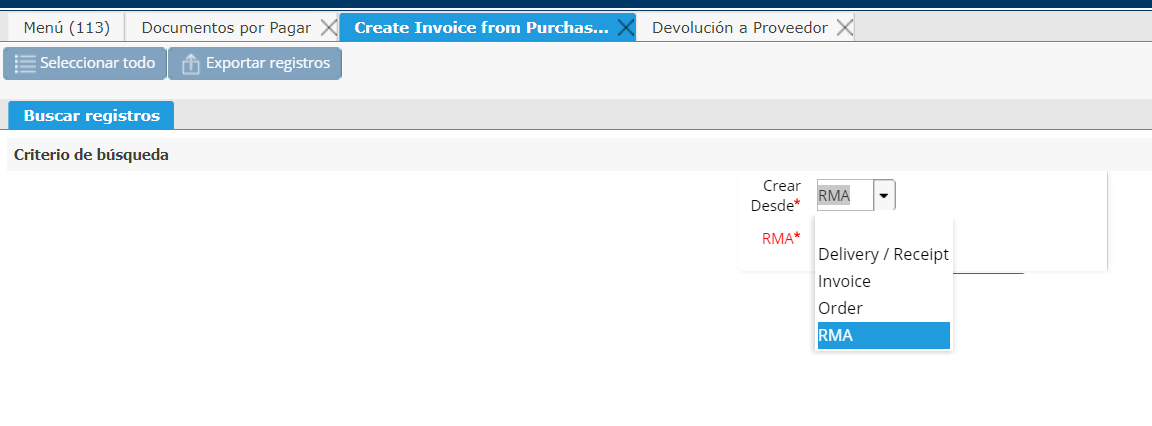 Menú (113)
Documentos por Pagar
Create Invoice from Purchas...
Devolución a Proveedor
Seleccionar todo
Exportar registros
Buscar registros
Criterio de búsqueda
Crear
Desde*
RMA
RMA*
Delivery / Receipt
Invoice
Order
RMA